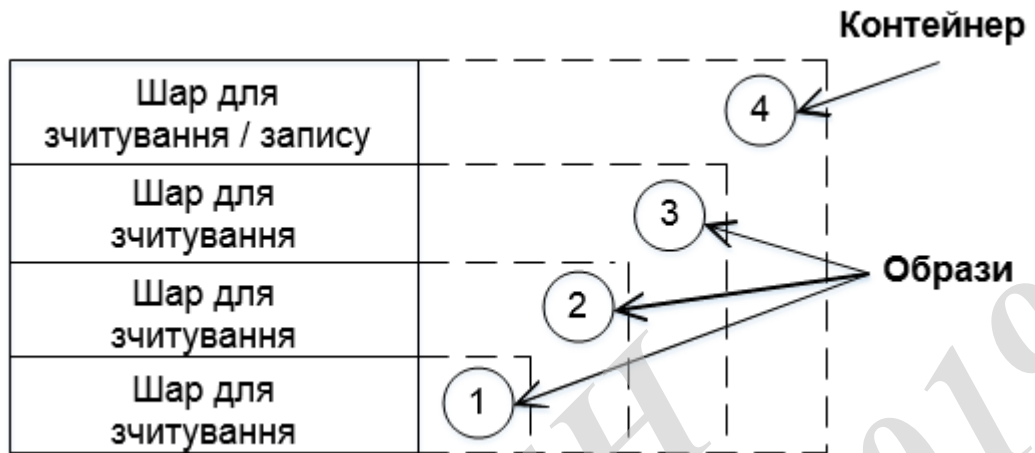 Контейнер
Шар для
зчитування / запису
4
Шар для
зчитування
3
Образи
Шар для
зчитування
2
Шар для
зчитування
1